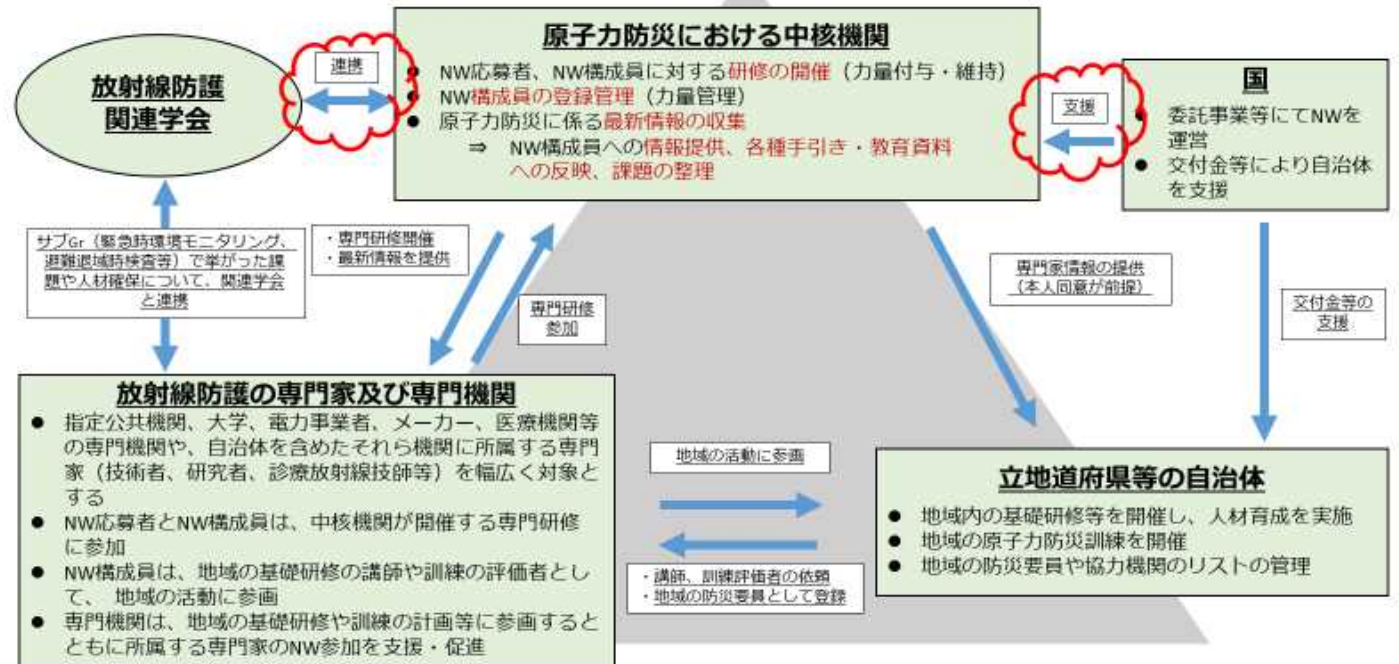 放射線防護
関連学会
連携
原子力防災における中核機関
● NW応募者、NW構成員に対する研修の開催（力量付与・維持）
● NW構成員の登録管理（力量管理）
● 原子力防災に係る最新情報の収集
⇒ NW構成員への情報提供、各種手引き・教育資料
への反映、課題の整理
支援
国
● 委託事業等にてNWを
運営
● 交付金等により自治体
を支援
サブGr（緊急時環境モニタリング、
避難退域時検査等）で挙がった課
題や人材確保について、関連学会
と連携
・専門研修開催
・最新情報を提供
専門研修
参加
専門家情報の提供
（本人同意が前提）
交付金等の
支援
放射線防護の専門家及び専門機関
● 指定公共機関、大学、電力事業者、メーカー、医療機関等
の専門機関や、自治体を含めたそれら機関に所属する専門
家（技術者、研究者、診療放射線技師等）を幅広く対象と
する
● NW応募者とNW構成員は、中核機関が開催する専門研修
に参加
● NW構成員は、地域の基礎研修の講師や訓練の評価者とし
て、 地域の活動に参画
● 専門機関は、地域の基礎研修や訓練の計画等に参画すると
ともに所属する専門家のNW参加を支援・促進
地域の活動に参画
・講師、訓練評価者の依頼
・地域の防災要員として登録
立地道府県等の自治体
● 地域内の基礎研修等を開催し、人材育成を実施
● 地域の原子力防災訓練を開催
● 地域の防災要員や協力機関のリストの管理